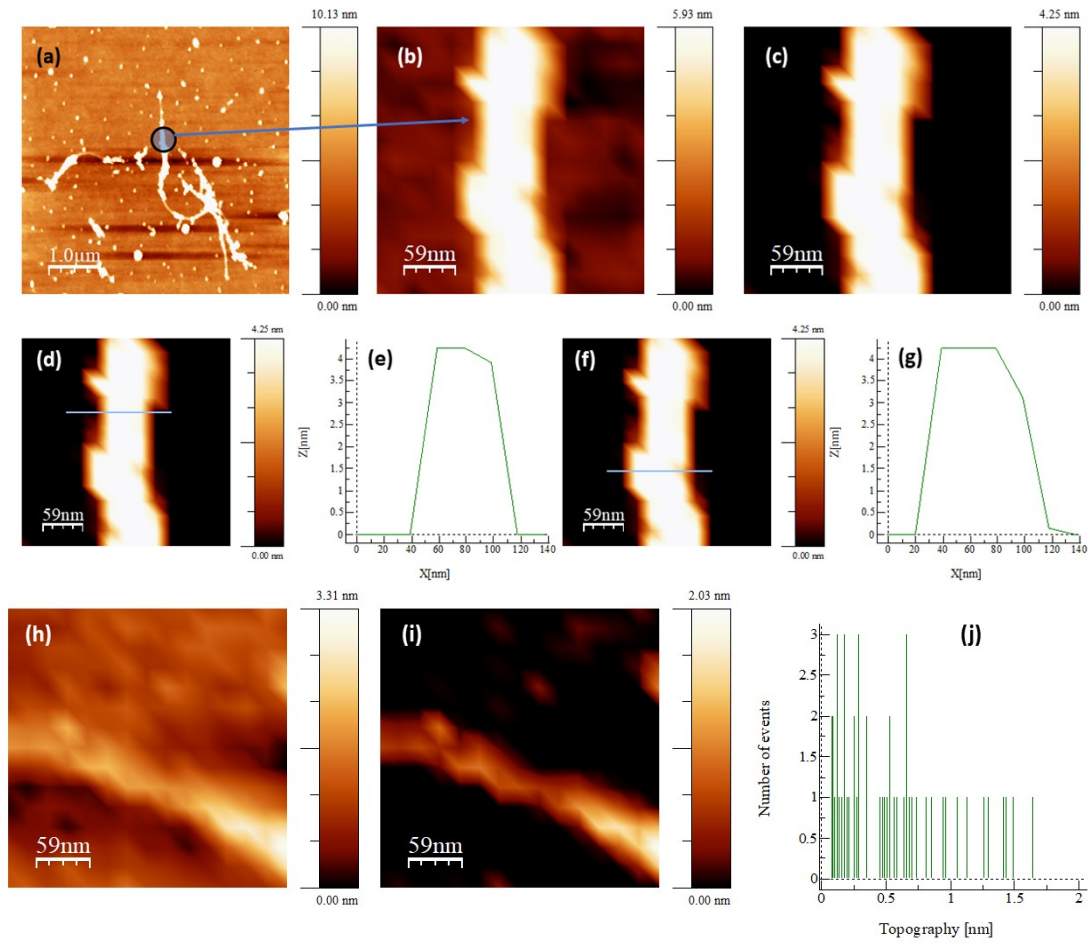 10.13 nm
5.93 nm
4.25 nm
(a)
(b)
(c)
1.0μm
59nm
59nm
0.00 nm
0.00 nm
0.00 nm
4.25 nm
4.25 nm
(d)
(e)
(f)
(g)
Z[nm]
4
3.5
3
2.5
2
1.5
1
0.5
0
Z[nm]
4
3.5
3
2.5
2
1.5
1
0.5
0
59nm
59nm
0.00 nm
0 20 40 60 80 100 120 140
0.00 nm
0 20 40 60 80 100 120 140
X[nm]
X[nm]
3.31 nm
2.03 nm
(h)
(i)
(j)
Number of events
3
2.5
2
1.5
1
0.5
0
59nm
59nm
0.00 nm
0.00 nm
0 0.5 1 1.5 2
Topography [nm]